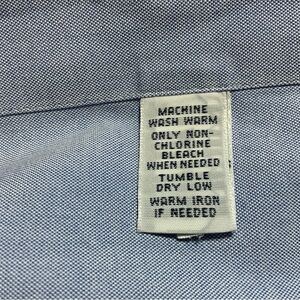 MACHINE
WASH WARM
ONLY NON-
CHLORINE
BLEACH
WHEN NEEDED
TUMBLE
DRY LOW
WARM IRON
IF NEEDED